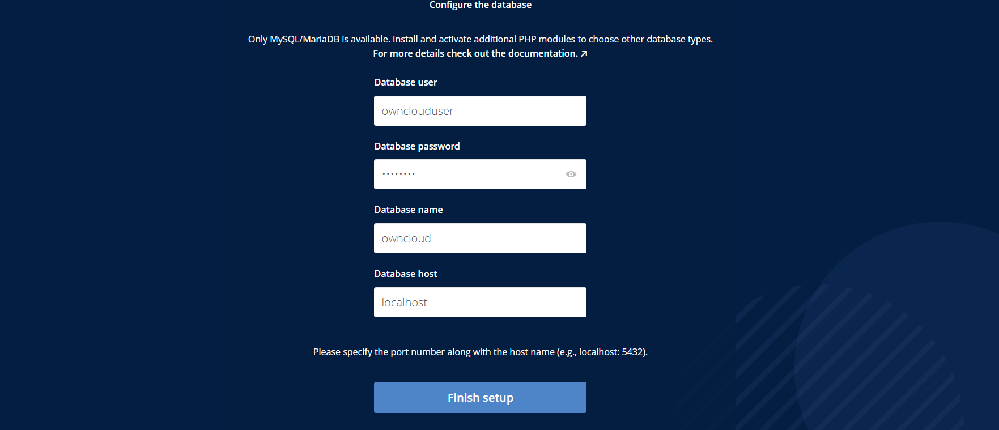 Configure the database
Only MySQL/MariaDB is available. Install and activate additional PHP modules to choose other database types.
For more details check out the documentation. ↗
Database user
ownclouduser
Database password
••••••••
Database name
owncloud
Database host
localhost
Please specify the port number along with the host name (e.g., localhost: 5432).
Finish setup